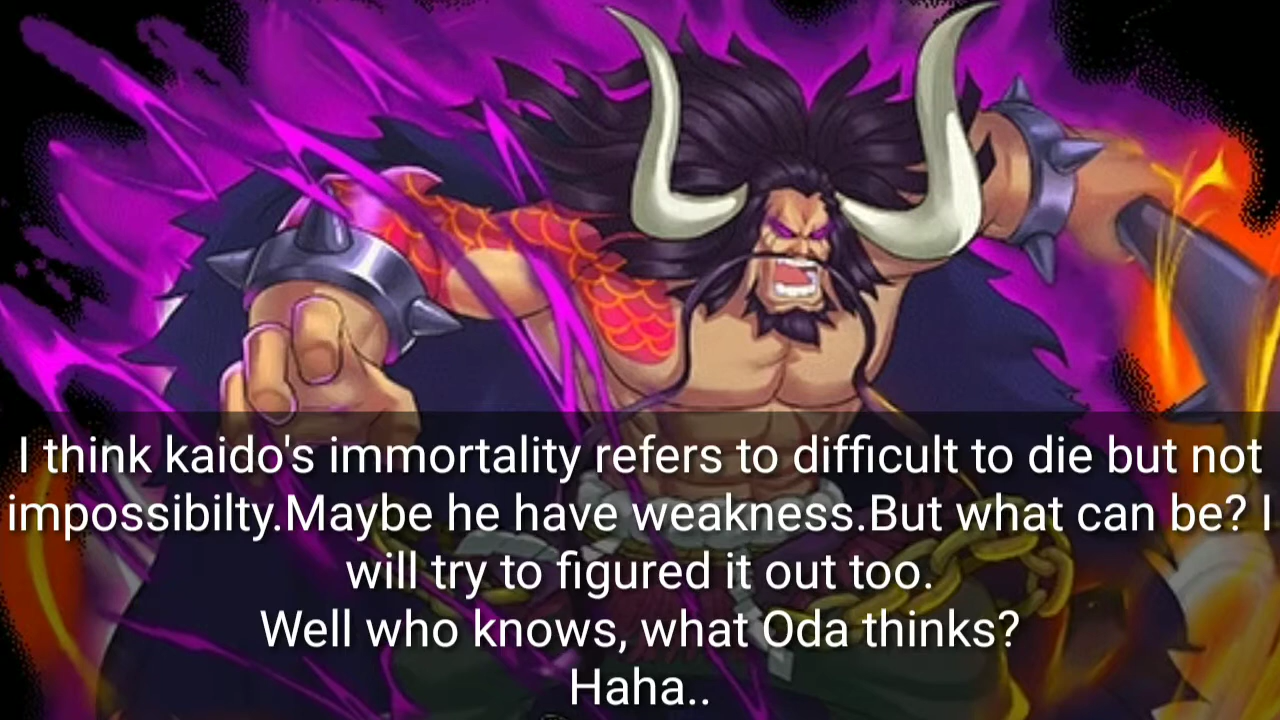 I think kaido's immortality refers to difficult to die but not
impossibilty.Maybe he have weakness.But what can be? I
will try to figured it out too.
Well who knows, what Oda thinks?
Haha..